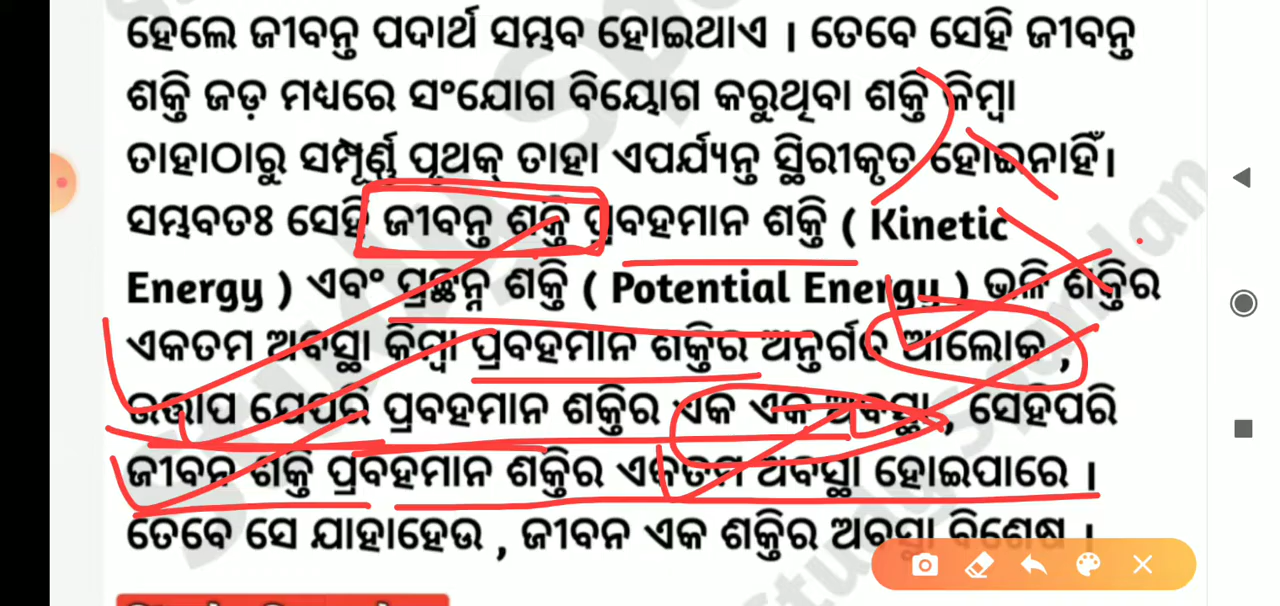 ହେଲେ ଜୀବନ୍ତ ପଦାର୍ଥ ସମ୍ଭବ ହୋଇଥାଏ । ତେବେ ସେହି ଜୀବନ୍ତ
ଶକ୍ତି ଜଡ଼ ମଧ୍ୟରେ ସଂଯୋଗ ବିୟୋଗ କରୁଥିବା ଶକ୍ତି କିମ୍ବା
ତାହାଠାରୁ ସମ୍ପୂର୍ଣ୍ଣ ପୃଥକ୍ ତାହା ଏପର୍ଯ୍ୟନ୍ତ ସ୍ଥିରୀକୃତ ହୋଇନାହିଁ।
ସମ୍ଭବତଃ ସେହି ଜୀବନ୍ତ ଶକ୍ତି ପ୍ରବହମାନ ଶକ୍ତି ( Kinetic
Energy ) ଏବଂ ପ୍ରଚ୍ଛନ୍ନ ଶକ୍ତି ( Potential Energy ) ଭଳି ଶକ୍ତିର
ଏକତମ ଅବସ୍ଥା କିମ୍ବା ପ୍ରବହମାନ ଶକ୍ତିର ଅନ୍ତର୍ଗତ ଆଲୋକ ,
ଉତ୍ତାପ ଯେପରି ପ୍ରବହମାନ ଶକ୍ତିର ଏକ ଏକ ଅବସ୍ଥା , ସେହିପରି
ଜୀବନ ଶକ୍ତି ପ୍ରବହମାନ ଶକ୍ତିର ଏକତମ ଅବସ୍ଥା ହୋଇପାରେ ।
ତେବେ ସେ ଯାହାହେଉ , ଜୀବନ ଏକ ଶକ୍ତିର ଅବସ୍ଥା ବିଶେଷ ।